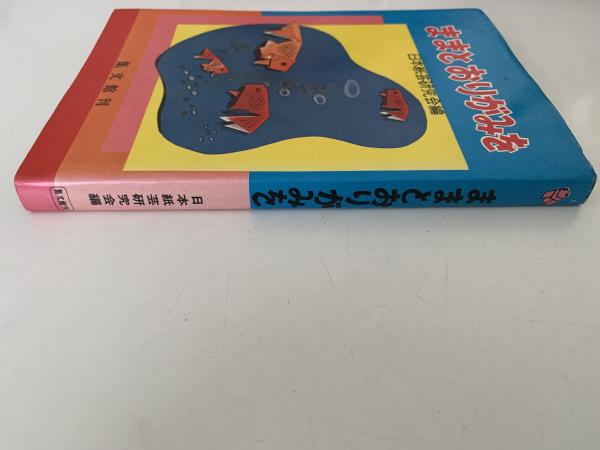 ままとおりがみを
日本紙芸研究会編
集文館刊
ままとおりがみを
日本紙芸研究会編
集文館刊